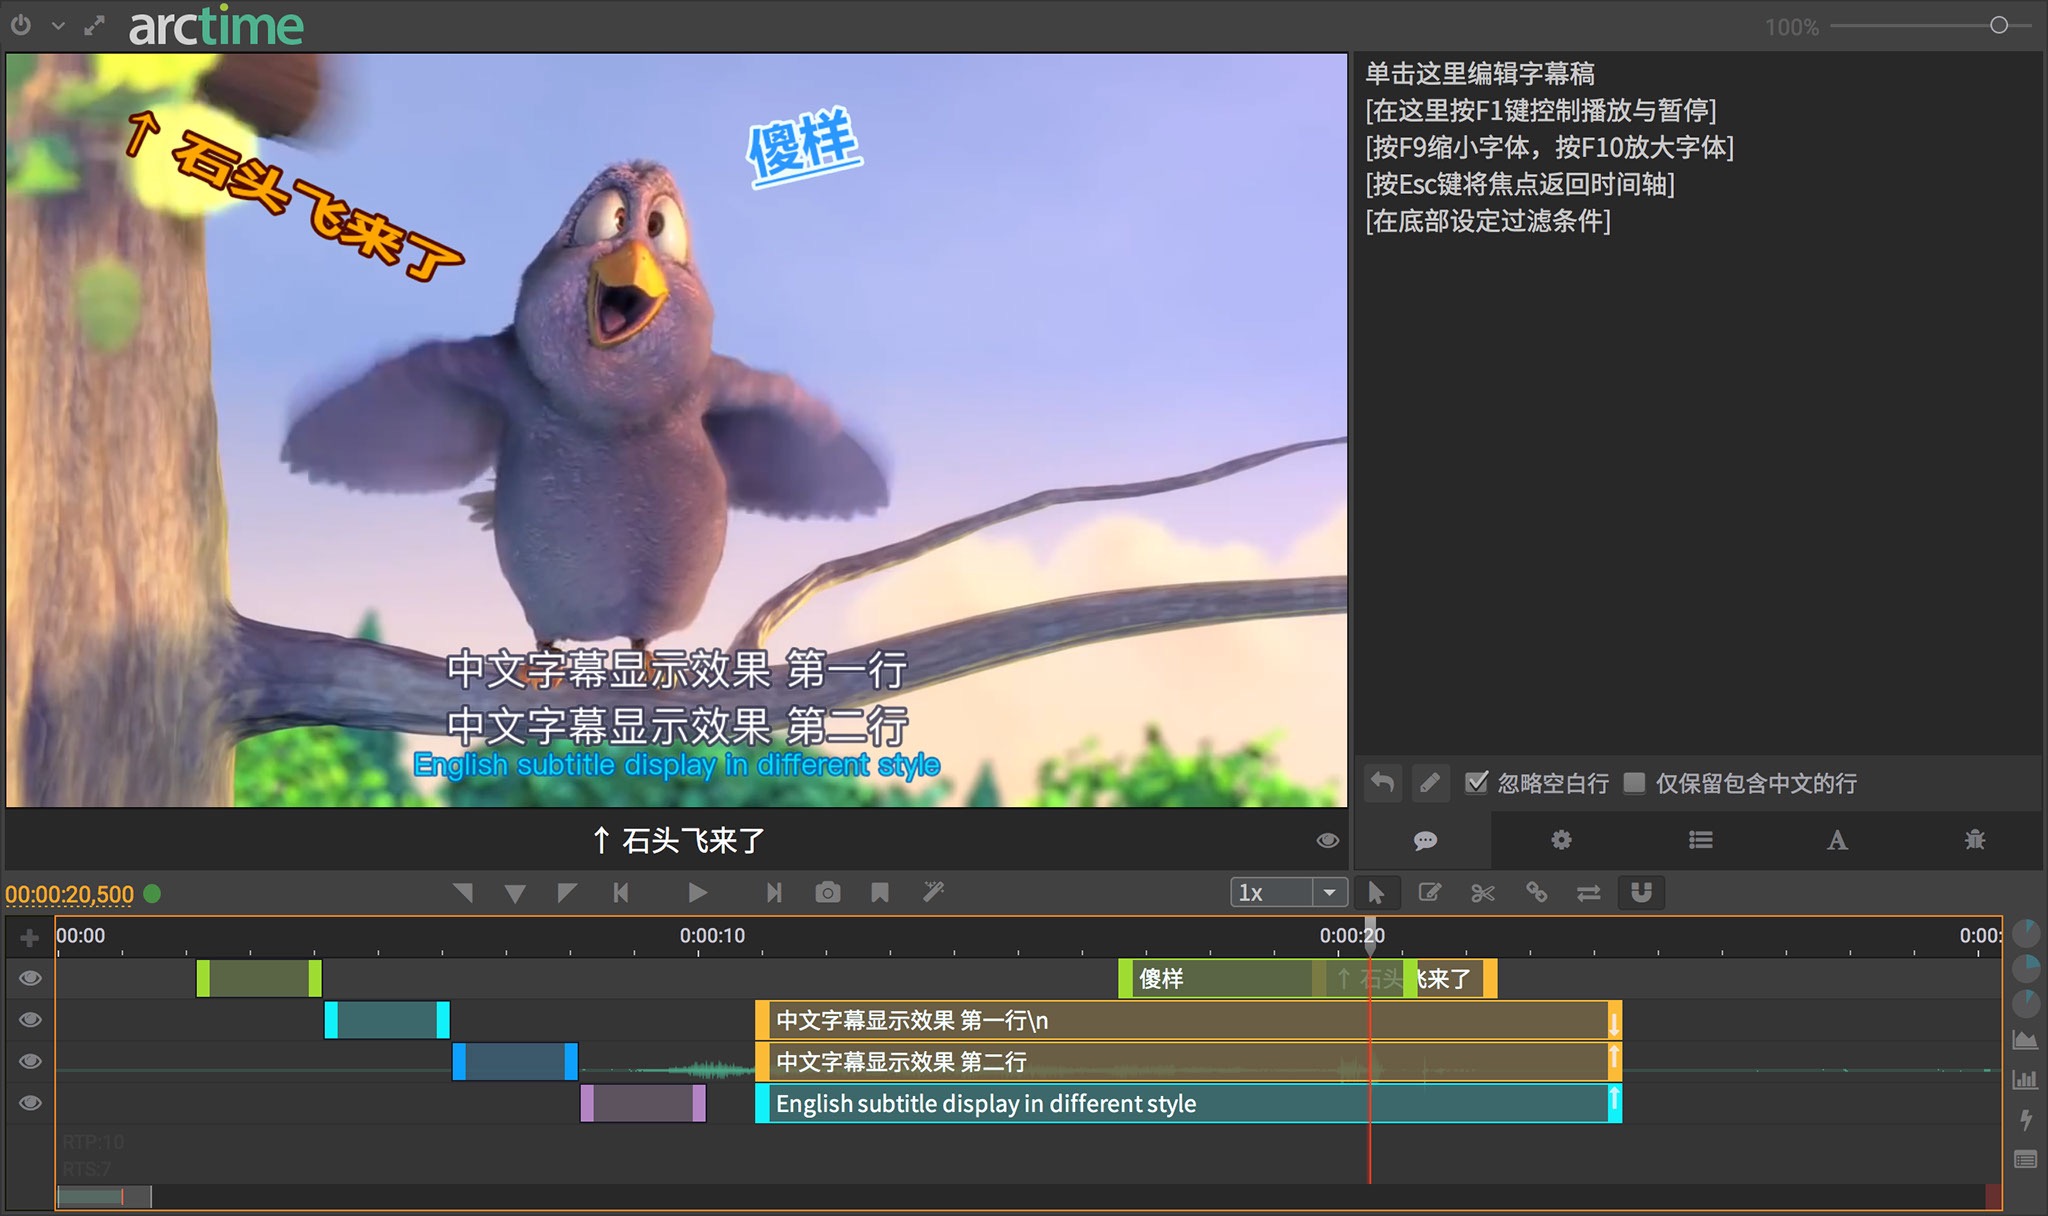 arctime
100%
↑ 石头飞来了
傻样
中文字幕显示效果 第一行
中文字幕显示效果 第二行
English subtitle display in different style
↑ 石头飞来了
单击这里编辑字幕稿
[在这里按F1键控制播放与暂停]
[按F9缩小字体，按F10放大字体]
[按Esc键将焦点返回时间轴]
[在底部设定过滤条件]
忽略空白行 仅保留包含中文的行
00:00:20,500
1x
00:00 0:00:10 0:00:20 0:00:
傻样 ↑ 石头飞来了
中文字幕显示效果 第一行\n
中文字幕显示效果 第二行
English subtitle display in different style
RTP:10
RTS:7